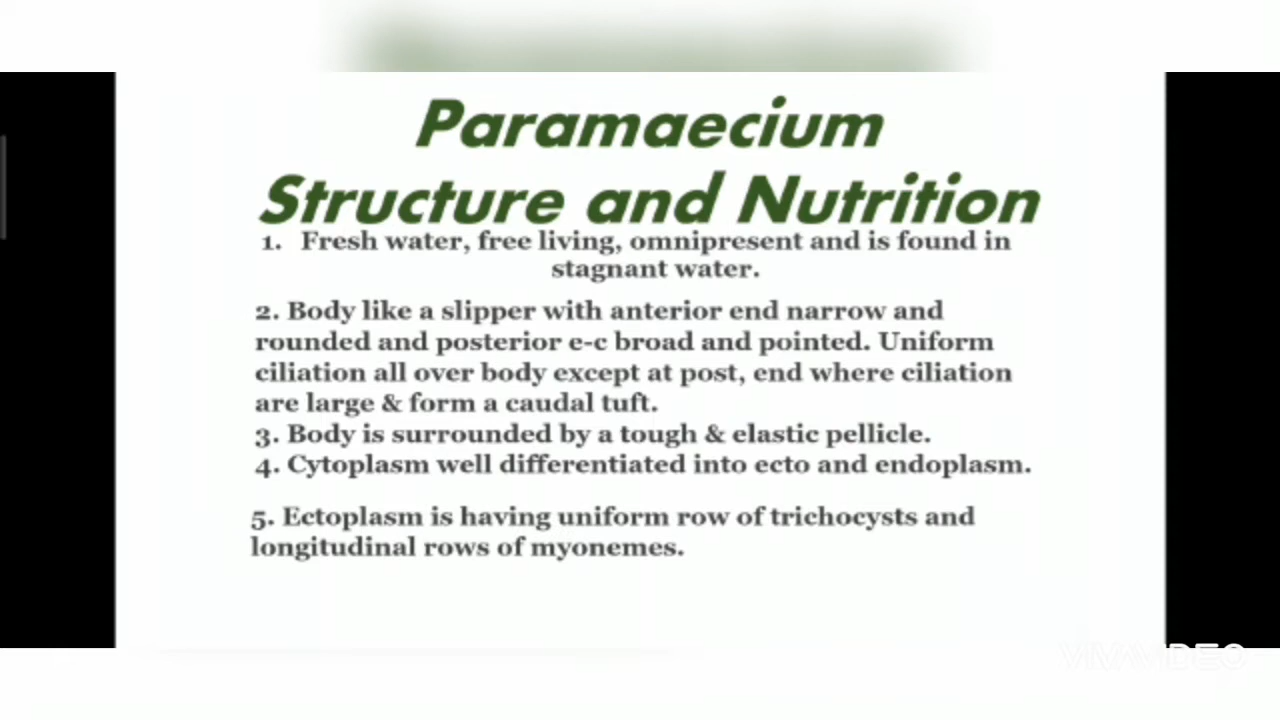 Paramaecium
Structure and Nutrition
1. Fresh water, free living, omnipresent and is found in
stagnant water.
2. Body like a slipper with anterior end narrow and
rounded and posterior e-c broad and pointed. Uniform
ciliation all over body except at post, end where ciliation
are large & form a caudal tuft.
3. Body is surrounded by a tough & elastic pellicle.
4. Cytoplasm well differentiated into ecto and endoplasm.
5. Ectoplasm is having uniform row of trichocysts and
longitudinal rows of myonemes.
VIVAVIDEO